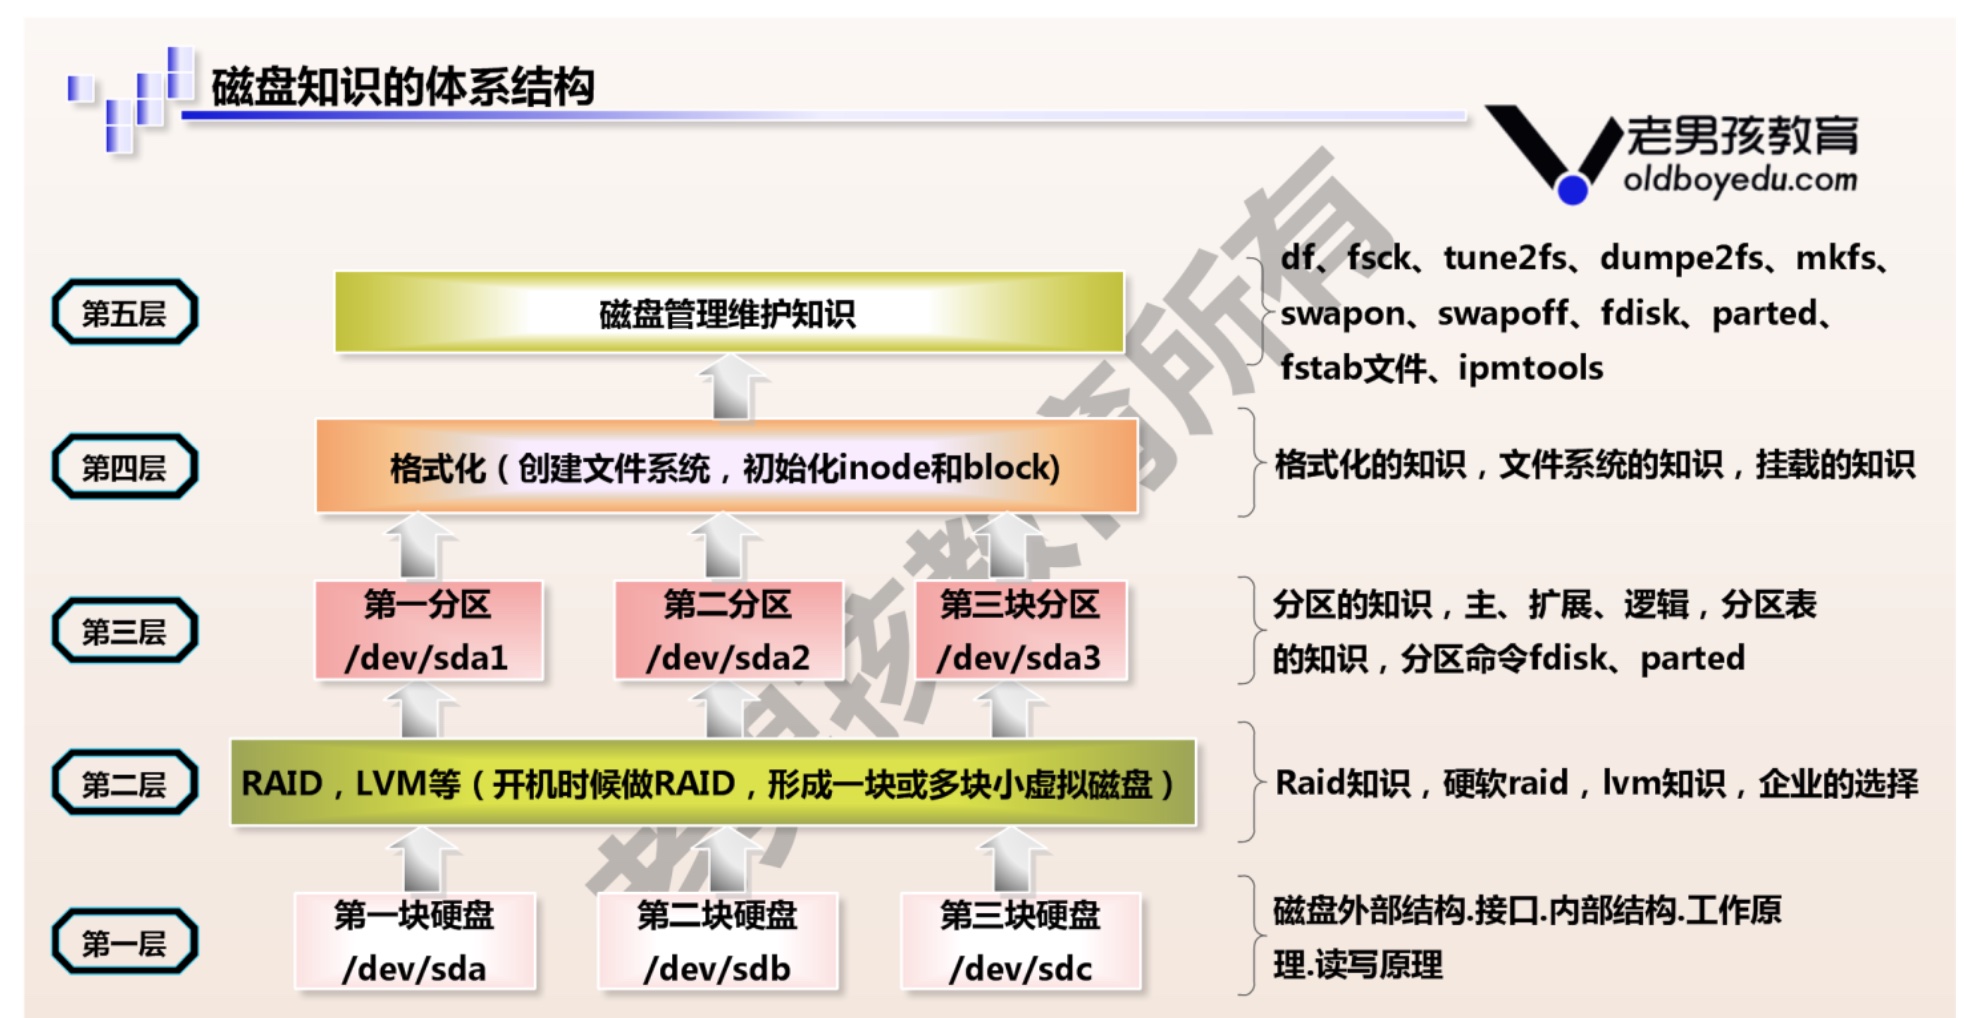 磁盘知识的体系结构
老男孩教育
oldboyedu.com
第五层
磁盘管理维护知识
df、fsck、tune2fs、dumpe2fs、mkfs、
swapon、swapoff、fdisk、parted、
fstab文件、ipmtools
第四层
格式化（创建文件系统，初始化inode和block)
格式化的知识，文件系统的知识，挂载的知识
第三层
第一分区
/dev/sda1
第二分区
/dev/sda2
第三块分区
/dev/sda3
分区的知识，主、扩展、逻辑，分区表
的知识，分区命令fdisk、parted
第二层
RAID，LVM等（开机时候做RAID，形成一块或多块小虚拟磁盘）
Raid知识，硬软raid，lvm知识，企业的选择
第一层
第一块硬盘
/dev/sda
第二块硬盘
/dev/sdb
第三块硬盘
/dev/sdc
磁盘外部结构.接口.内部结构.工作原
理.读写原理
老男孩教育所有